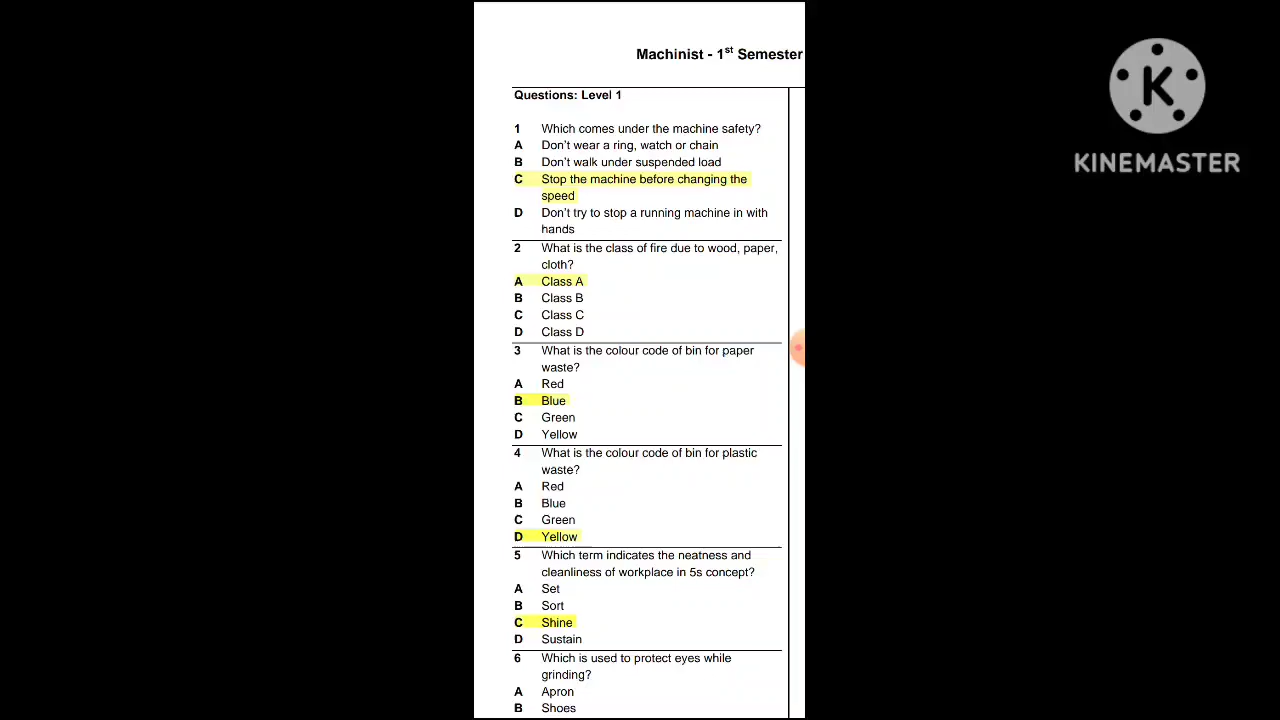 Machinist - 1st Semester
Questions: Level 1
1 Which comes under the machine safety?
A Don't wear a ring, watch or chain
B Don't walk under suspended load
C Stop the machine before changing the
speed
D Don't try to stop a running machine in with
hands
2 What is the class of fire due to wood, paper,
cloth?
A Class A
B Class B
C Class C
D Class D
3 What is the colour code of bin for paper
waste?
A Red
B Blue
C Green
D Yellow
4 What is the colour code of bin for plastic
waste?
A Red
B Blue
C Green
D Yellow
5 Which term indicates the neatness and
cleanliness of workplace in 5s concept?
A Set
B Sort
C Shine
D Sustain
6 Which is used to protect eyes while
grinding?
A Apron
B Shoes
K
KINEMASTER